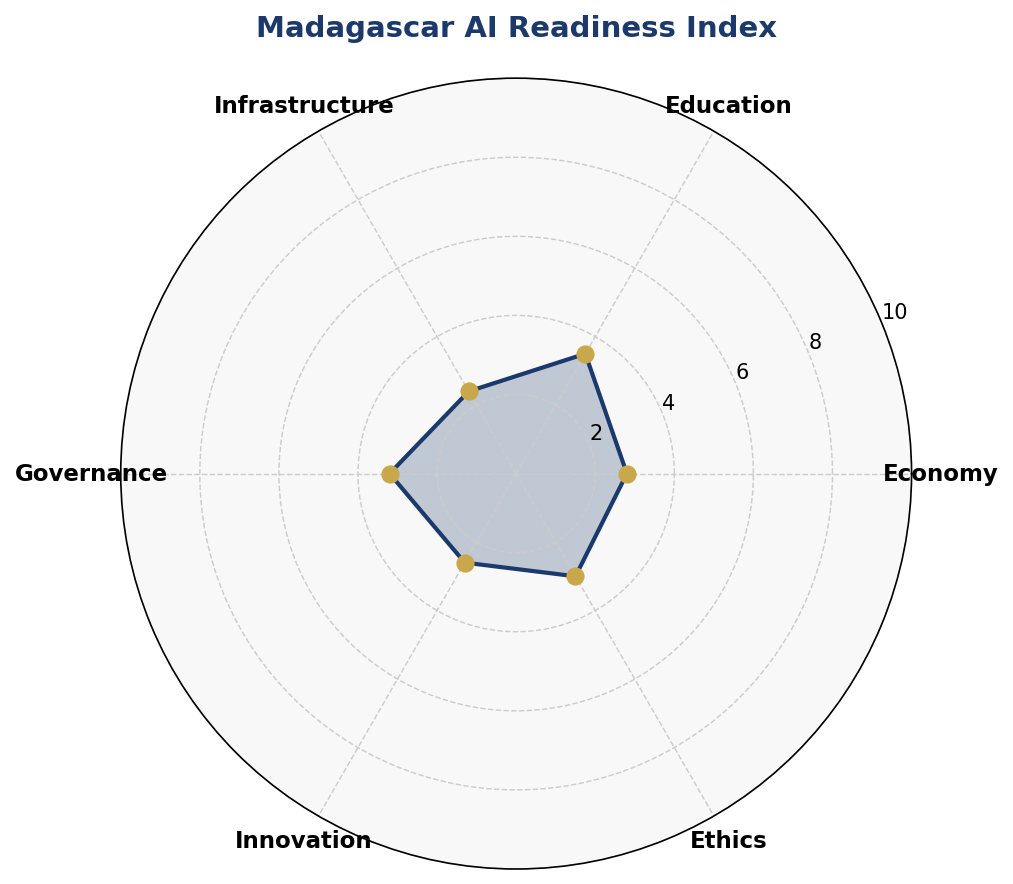 Madagascar AI Readiness Index
Infrastructure
Education
10
8
6
4
2
Governance
Economy
Innovation
Ethics